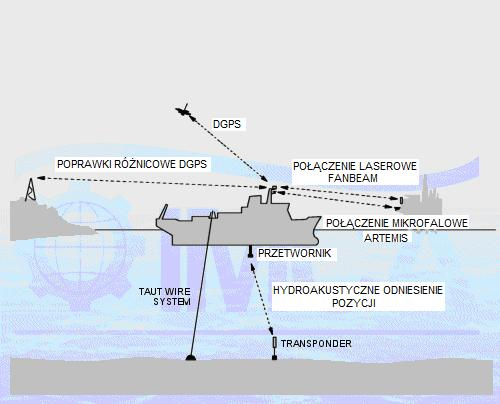 DGPS
POPRAWKI RÓŻNICOWE DGPS
POŁĄCZENIE LASEROWE
FANBEAM
POŁĄCZENIE MIKROFALOWE
ARTEMIS
PRZETWORNIK
TAUT WIRE
SYSTEM
HYDROAKUSTYCZNE ODNIESIENIE
POZYCJI
TRANSPONDER